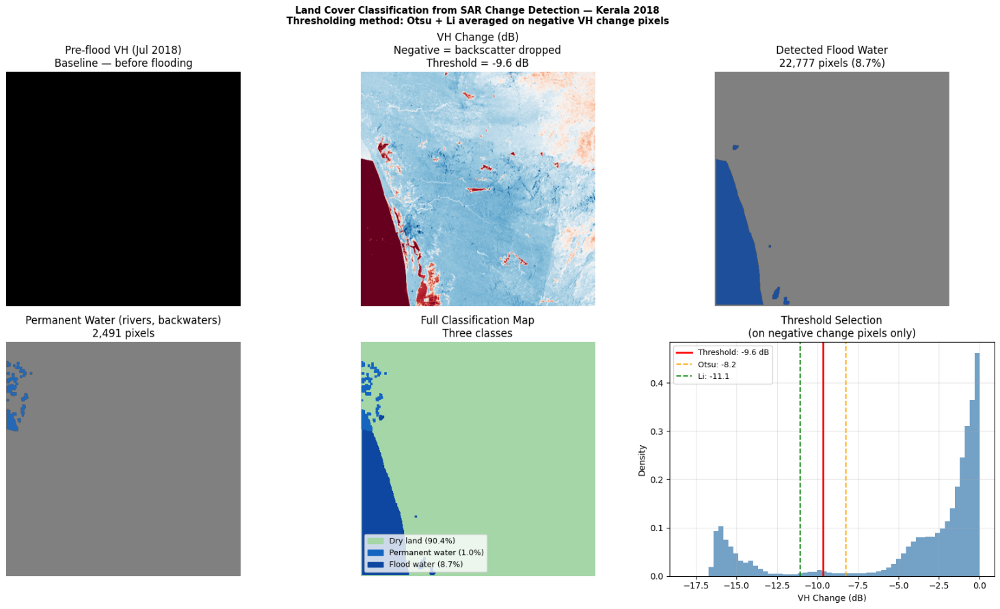 Land Cover Classification from SAR Change Detection — Kerala 2018
Thresholding method: Otsu + Li averaged on negative VH change pixels
Pre-flood VH (Jul 2018)
Baseline — before flooding
VH Change (dB)
Negative = backscatter dropped
Threshold = -9.6 dB
Detected Flood Water
22,777 pixels (8.7%)
Permanent Water (rivers, backwaters)
2,491 pixels
Full Classification Map
Three classes
Dry land (90.4%)
Permanent water (1.0%)
Flood water (8.7%)
Threshold Selection
(on negative change pixels only)
Threshold: -9.6 dB
Otsu: -8.2
Li: -11.1
Density
0.4
0.3
0.2
0.1
0.0
−17.5 −15.0 −12.5 −10.0 −7.5 −5.0 −2.5 0.0
VH Change (dB)